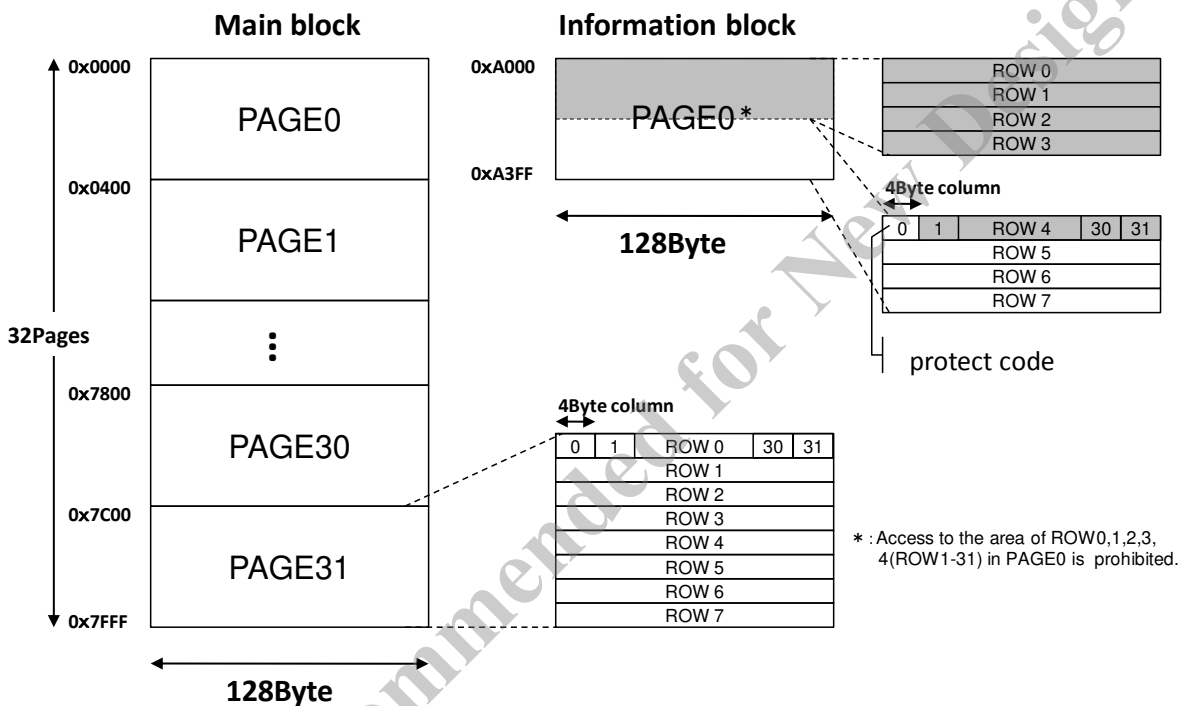 Main block
0x0000
PAGE0
0x0400
PAGE1
32Pages
⋮
0x7800
PAGE30
0x7C00
PAGE31
0x7FFF
128Byte
Information block
0xA000
PAGE0*
0xA3FF
128Byte
ROW 0
ROW 1
ROW 2
ROW 3
4Byte column
0 1 ROW 4 30 31
ROW 5
ROW 6
ROW 7
protect code
4Byte column
0 1 ROW 0 30 31
ROW 1
ROW 2
ROW 3
ROW 4
ROW 5
ROW 6
ROW 7
* : Access to the area of ROW0,1,2,3,
4(ROW1-31) in PAGE0 is prohibited.
ommended for New Desig